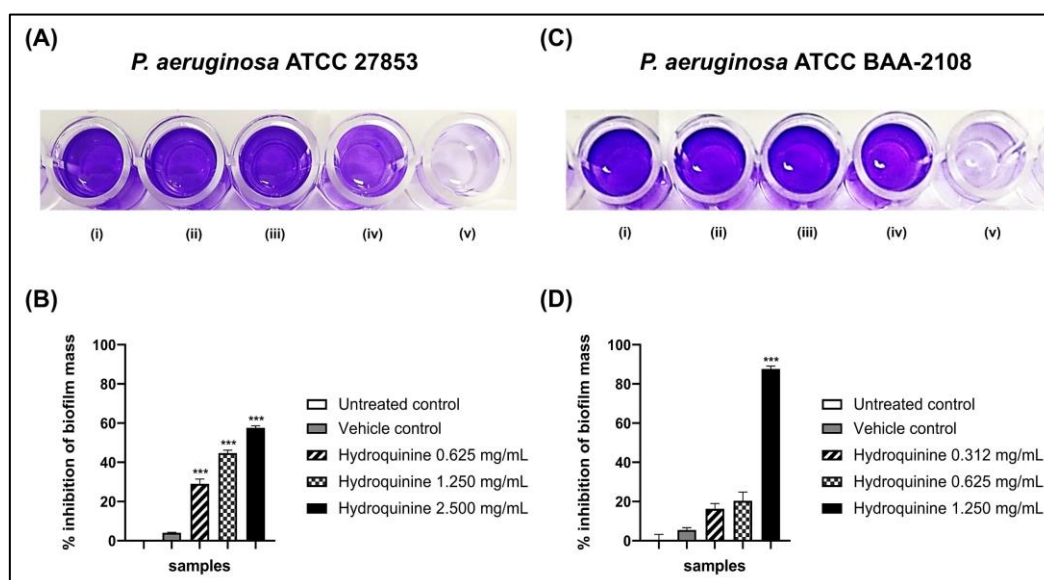 (A)
P. aeruginosa ATCC 27853
(i) (ii) (iii) (iv) (v)
(B)
% inhibition of biofilm mass
100
80
60
40
20
0
***
***
***
samples
Untreated control
Vehicle control
Hydroquinine 0.625 mg/mL
Hydroquinine 1.250 mg/mL
Hydroquinine 2.500 mg/mL
(C)
P. aeruginosa ATCC BAA-2108
(i) (ii) (iii) (iv) (v)
(D)
% inhibition of biofilm mass
100
80
60
40
20
0
***
samples
Untreated control
Vehicle control
Hydroquinine 0.312 mg/mL
Hydroquinine 0.625 mg/mL
Hydroquinine 1.250 mg/mL